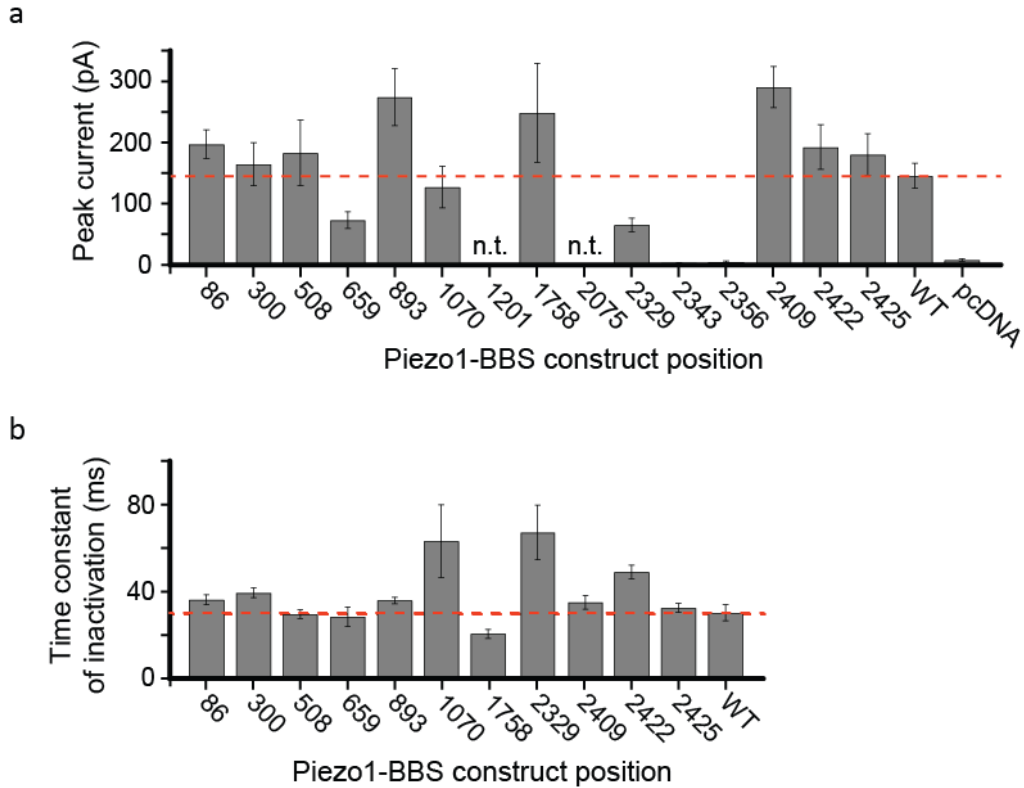 a
Peak current (pA)
300
200
100
0
n.t.
n.t.
86
300
508
659
893
1070
1201
1758
2075
2329
2343
2356
2409
2422
2425
WT
pcDNA
Piezo1-BBS construct position
b
Time constant
of inactivation (ms)
80
40
0
86
300
508
659
893
1070
1758
2329
2409
2422
2425
WT
Piezo1-BBS construct position